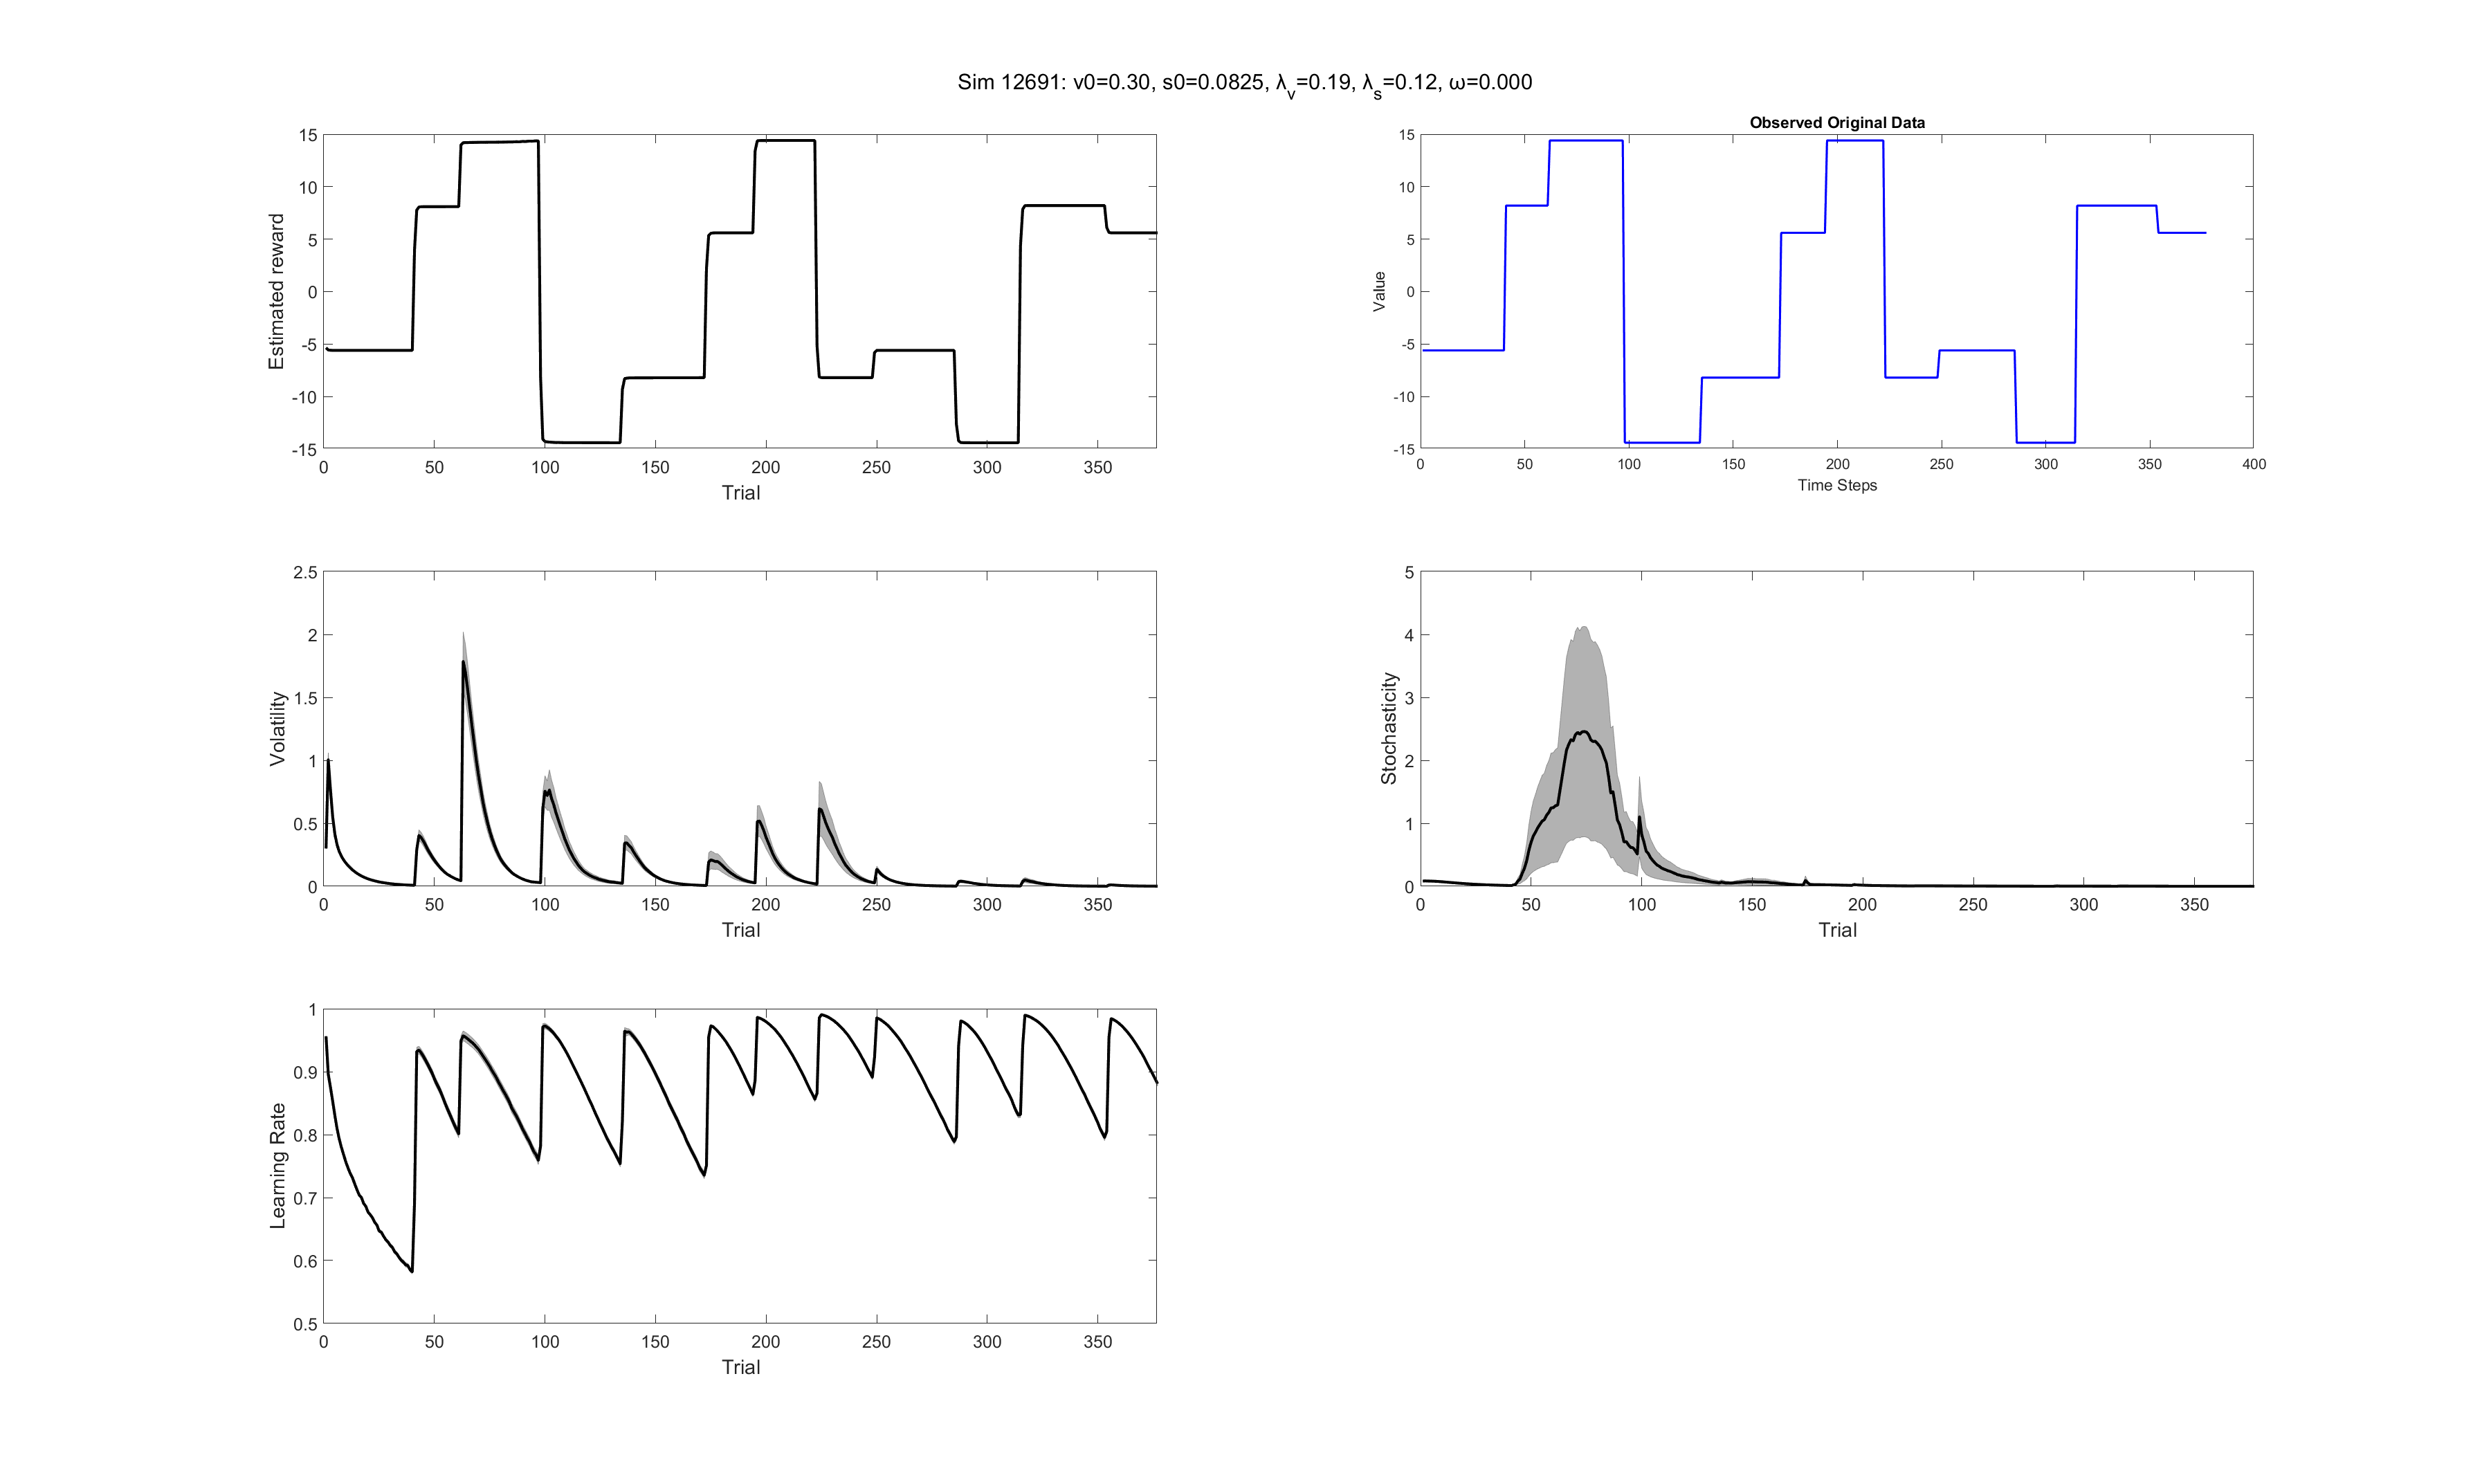 Sim 12691: v0=0.30, s0=0.0825, λv=0.19, λs=0.12, ω=0.000
15
10
5
0
-5
-10
-15
0 50 100 150 200 250 300 350
Estimated reward
Trial
Observed Original Data
15
10
5
0
-5
-10
-15
0 50 100 150 200 250 300 350 400
Value
Time Steps
2.5
2
1.5
1
0.5
0
0 50 100 150 200 250 300 350
Volatility
Trial
5
4
3
2
1
0
0 50 100 150 200 250 300 350
Stochasticity
Trial
1
0.9
0.8
0.7
0.6
0.5
0 50 100 150 200 250 300 350
Learning Rate
Trial